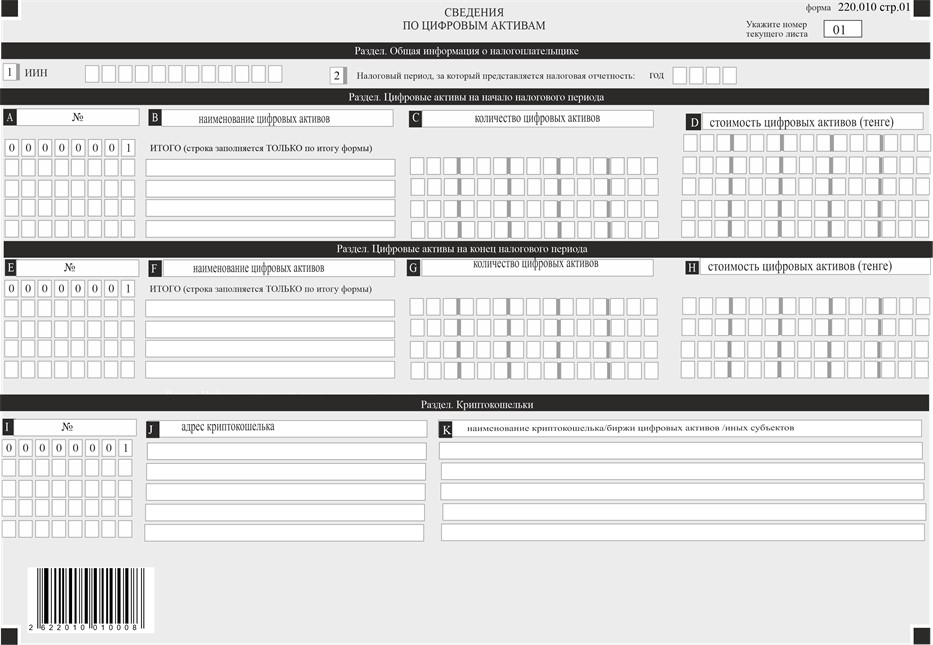 форма 220.010 стр.01
СВЕДЕНИЯ
ПО ЦИФРОВЫМ АКТИВАМ
Укажите номер
текущего листа
01
Раздел. Общая информация о налогоплательщике
1 ИИН
2 Налоговый период, за который представляется налоговая отчетность: год
Раздел. Цифровые активы на начало налогового периода
A №
B наименование цифровых активов
C количество цифровых активов
D стоимость цифровых активов (тенге)
0 0 0 0 0 0 0 1 ИТОГО (строка заполняется ТОЛЬКО по итогу формы)
Раздел. Цифровые активы на конец налогового периода
E №
F наименование цифровых активов
G количество цифровых активов
H стоимость цифровых активов (тенге)
0 0 0 0 0 0 0 1 ИТОГО (строка заполняется ТОЛЬКО по итогу формы)
Раздел. Криптокошельки
I №
J адрес криптокошелька
K наименование криптокошелька/биржи цифровых активов /иных субъектов
0 0 0 0 0 0 0 1
2 622010 010008